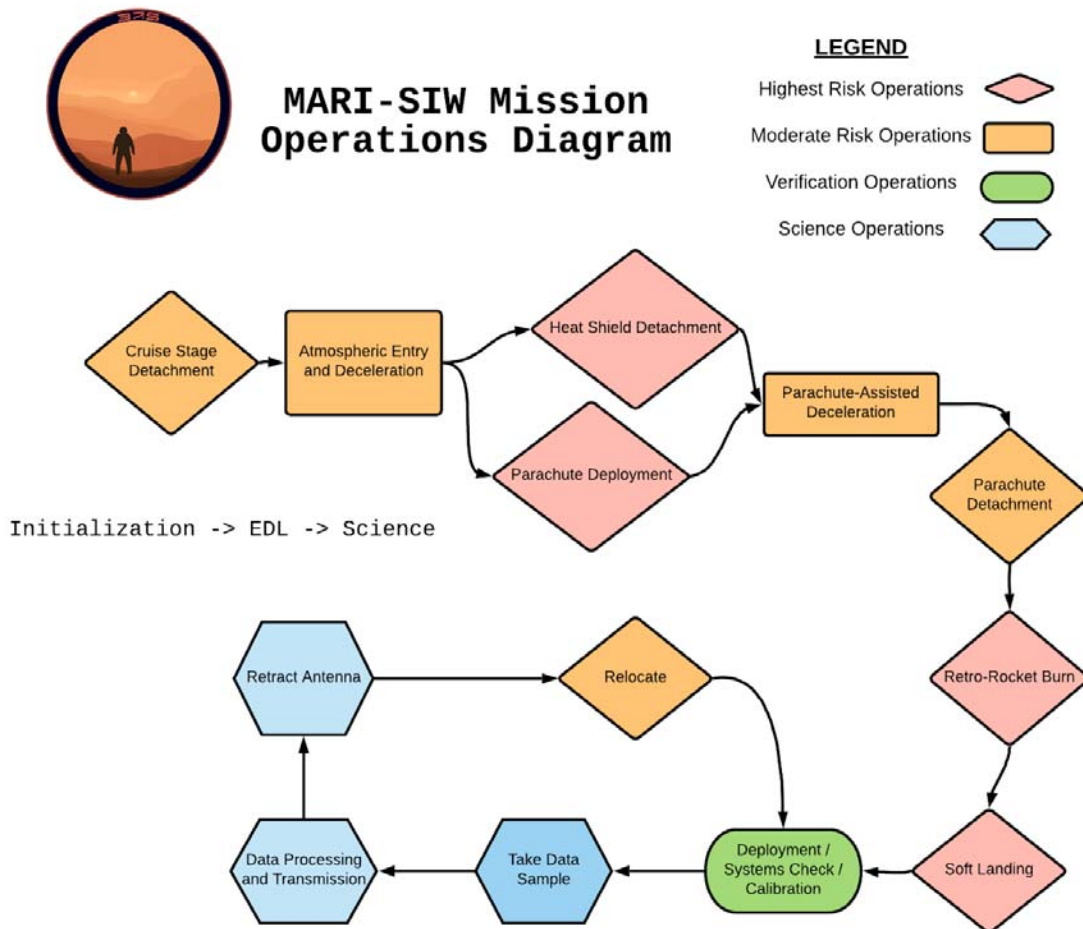 MARI-SIW Mission
Operations Diagram
LEGEND
Highest Risk Operations
Moderate Risk Operations
Verification Operations
Science Operations
Cruise Stage
Detachment
Atmospheric Entry
and Deceleration
Heat Shield Detachment
Parachute Deployment
Parachute-Assisted
Deceleration
Parachute
Detachment
Initialization -> EDL -> Science
Retract Antenna
Relocate
Retro-Rocket Burn
Data Processing
and Transmission
Take Data
Sample
Deployment /
Systems Check /
Calibration
Soft Landing